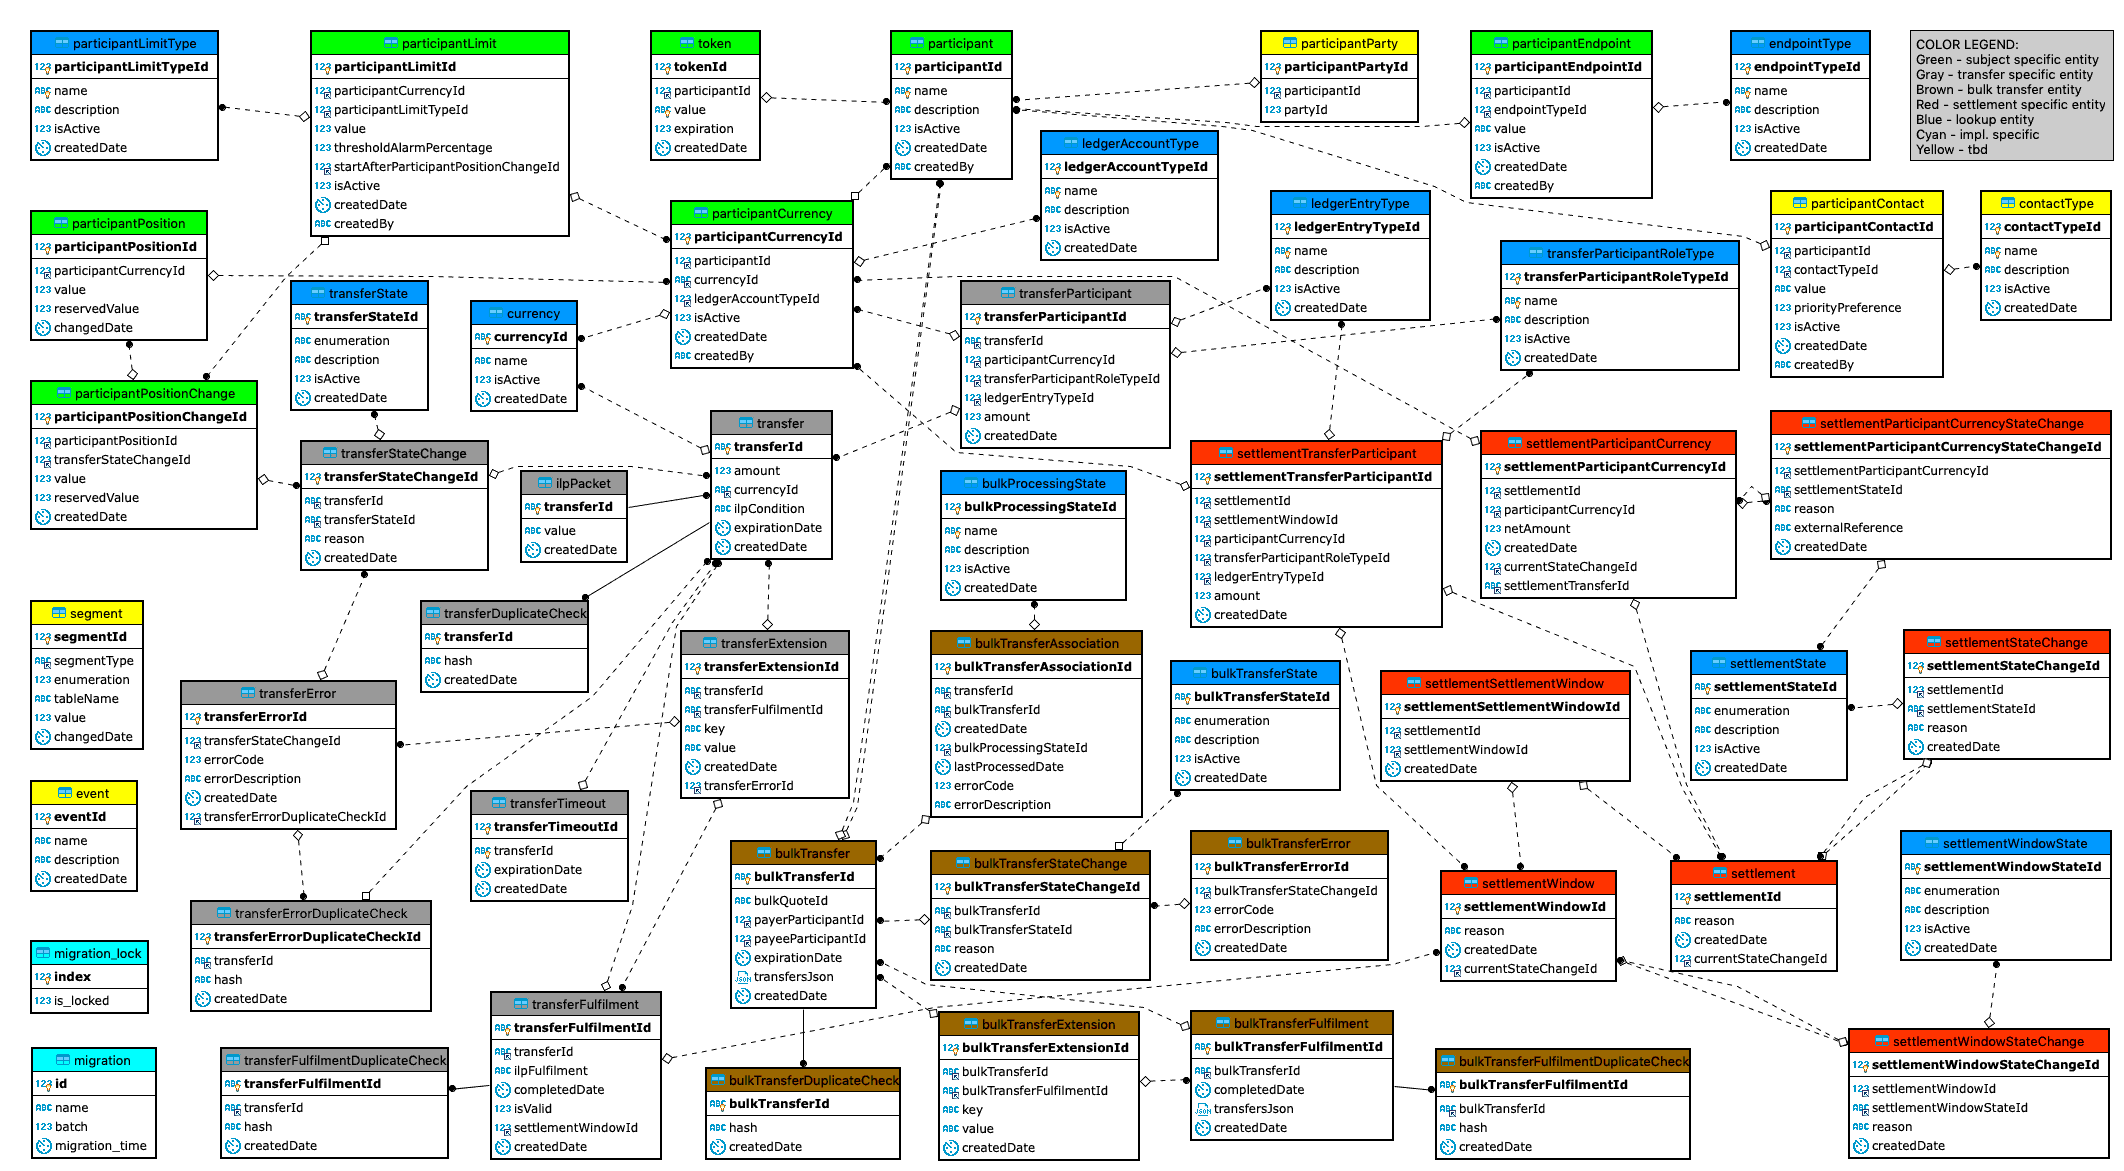 participantLimitType
participantLimitTypeId
name
description
isActive
createdDate
participantLimit
participantLimitId
participantCurrencyId
participantLimitTypeId
value
thresholdAlarmPercentage
startAfterParticipantPositionChangeId
isActive
createdDate
createdBy
token
tokenId
participantId
value
expiration
createdDate
participant
participantId
name
description
isActive
createdDate
createdBy
participantParty
participantPartyId
participantId
partyId
participantEndpoint
participantEndpointId
participantId
endpointTypeId
value
isActive
createdDate
createdBy
endpointType
endpointTypeId
name
description
isActive
createdDate
COLOR LEGEND:
Green - subject specific entity
Gray - transfer specific entity
Brown - bulk transfer entity
Red - settlement specific entity
Blue - lookup entity
Cyan - impl. specific
Yellow - tbd
ledgerAccountType
ledgerAccountTypeId
name
description
isActive
createdDate
participantPosition
participantPositionId
participantCurrencyId
value
reservedValue
changedDate
participantCurrency
participantCurrencyId
participantId
currencyId
ledgerAccountTypeId
isActive
createdDate
createdBy
ledgerEntryType
ledgerEntryTypeId
name
description
isActive
createdDate
transferParticipantRoleType
transferParticipantRoleTypeId
name
description
isActive
createdDate
participantContact
participantContactId
participantId
contactTypeId
value
priorityPreference
isActive
createdDate
createdBy
contactType
contactTypeId
name
description
isActive
createdDate
transferState
transferStateId
enumeration
description
isActive
createdDate
currency
currencyId
name
isActive
createdDate
transferParticipant
transferParticipantId
transferId
participantCurrencyId
transferParticipantRoleTypeId
ledgerEntryTypeId
amount
createdDate
participantPositionChange
participantPositionChangeId
participantPositionId
transferStateChangeId
value
reservedValue
createdDate
transferStateChange
transferStateChangeId
transferId
transferStateId
reason
createdDate
ilpPacket
transferId
value
createdDate
transfer
transferId
amount
currencyId
ilpCondition
expirationDate
createdDate
bulkProcessingState
bulkProcessingStateId
name
description
isActive
createdDate
settlementTransferParticipant
settlementTransferParticipantId
settlementId
settlementWindowId
participantCurrencyId
transferParticipantRoleTypeId
ledgerEntryTypeId
amount
createdDate
settlementParticipantCurrency
settlementParticipantCurrencyId
settlementId
participantCurrencyId
netAmount
createdDate
currentStateChangeId
settlementTransferId
settlementParticipantCurrencyStateChange
settlementParticipantCurrencyStateChangeId
settlementParticipantCurrencyId
settlementStateId
reason
externalReference
createdDate
segment
segmentId
segmentType
enumeration
tableName
value
changedDate
transferDuplicateCheck
transferId
hash
createdDate
transferError
transferErrorId
transferStateChangeId
errorCode
errorDescription
createdDate
transferErrorDuplicateCheckId
transferExtension
transferExtensionId
transferId
transferFulfilmentId
key
value
createdDate
transferErrorId
bulkTransferAssociation
bulkTransferAssociationId
transferId
bulkTransferId
createdDate
bulkProcessingStateId
lastProcessedDate
errorCode
errorDescription
bulkTransferState
bulkTransferStateId
enumeration
description
isActive
createdDate
settlementSettlementWindow
settlementSettlementWindowId
settlementId
settlementWindowId
createdDate
settlementState
settlementStateId
enumeration
description
isActive
createdDate
settlementStateChange
settlementStateChangeId
settlementId
settlementStateId
reason
createdDate
event
eventId
name
description
createdDate
transferTimeout
transferTimeoutId
transferId
expirationDate
createdDate
bulkTransfer
bulkTransferId
bulkQuoteId
payerParticipantId
payeeParticipantId
expirationDate
transfersJson
createdDate
bulkTransferStateChange
bulkTransferStateChangeId
bulkTransferId
bulkTransferStateId
reason
createdDate
bulkTransferError
bulkTransferErrorId
bulkTransferStateChangeId
errorCode
errorDescription
createdDate
settlementWindow
settlementWindowId
reason
createdDate
currentStateChangeId
settlement
settlementId
reason
createdDate
currentStateChangeId
settlementWindowState
settlementWindowStateId
enumeration
description
isActive
createdDate
migration_lock
index
is_locked
transferErrorDuplicateCheck
transferErrorDuplicateCheckId
transferId
hash
createdDate
migration
id
name
batch
migration_time
transferFulfilmentDuplicateCheck
transferFulfilmentId
transferId
hash
createdDate
transferFulfilment
transferFulfilmentId
transferId
ilpFulfilment
completedDate
isValid
settlementWindowId
createdDate
bulkTransferDuplicateCheck
bulkTransferId
hash
createdDate
bulkTransferExtension
bulkTransferExtensionId
bulkTransferId
bulkTransferFulfilmentId
key
value
createdDate
bulkTransferFulfilment
bulkTransferFulfilmentId
bulkTransferId
completedDate
transfersJson
createdDate
bulkTransferFulfilmentDuplicateCheck
bulkTransferFulfilmentId
bulkTransferId
hash
createdDate
settlementWindowStateChange
settlementWindowStateChangeId
settlementWindowId
settlementWindowStateId
reason
createdDate